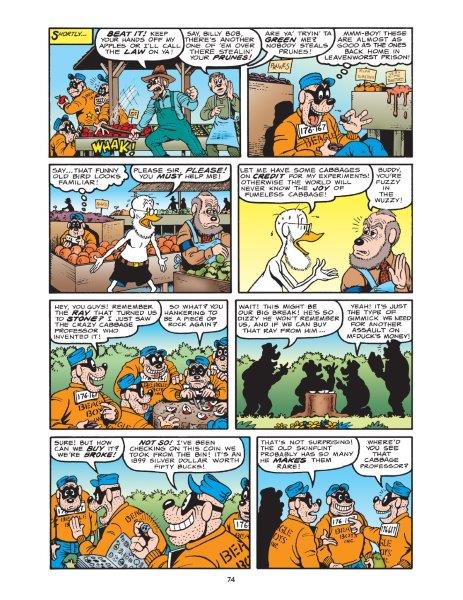 SHORTLY...
BEAT IT! KEEP
YOUR HANDS OFF MY
APPLES OR I'LL CALL
THE LAW ON YA!
SAY, BILLY BOB,
THERE'S ANOTHER
ONE OF 'EM OVER
THERE STEALIN'
YOUR PRUNES!
WHAK!
ARE YA' TRYIN' TA
GREEN ME?
NOBODY STEALS
PRUNES!
MMM-BOY! THESE
ARE ALMOST AS
GOOD AS THE ONES
BACK HOME IN
LEAVENWORST PRISON!
PRUNES
176-167
SAY...THAT FUNNY
OLD BIRD LOOKS
FAMILIAR!
PLEASE SIR, PLEASE!
YOU MUST HELP ME!
LET ME HAVE SOME CABBAGES
ON CREDIT FOR MY EXPERIMENTS!
OTHERWISE THE WORLD WILL
NEVER KNOW THE JOY OF
FUMELESS CABBAGE!
BUDDY,
YOU'RE
FUZZY
IN THE
WUZZY!
HEY, YOU GUYS! REMEMBER
THE RAY THAT TURNED US
TO STONE? I JUST SAW
THE CRAZY CABBAGE
PROFESSOR WHO
INVENTED IT!
SO WHAT? YOU
HANKERING TO
BE A PIECE OF
ROCK AGAIN?
WAIT! THIS MIGHT BE
OUR BIG BREAK! HE'S SO
DIZZY HE WON'T REMEMBER
US, AND IF WE CAN BUY
THAT RAY FROM HIM...
YEAH! IT'S JUST
THE TYPE OF
GIMMICK WE NEED
FOR ANOTHER
ASSAULT ON
McDUCK'S MONEY!
SURE! BUT HOW
CAN WE BUY IT?
WE'RE BROKE!
NOT SO! I'VE BEEN
CHECKING ON THIS COIN WE
TOOK FROM THE BIN! IT'S AN
1899 SILVER DOLLAR WORTH
FIFTY BUCKS!
THAT'S NOT SURPRISING!
THE OLD SKINFLINT
PROBABLY HAS SO MANY
HE MAKES THEM
RARE!
WHERE'D
YOU SEE
THAT
CABBAGE
PROFESSOR?
BEAGLE
BOYS
INC.
74